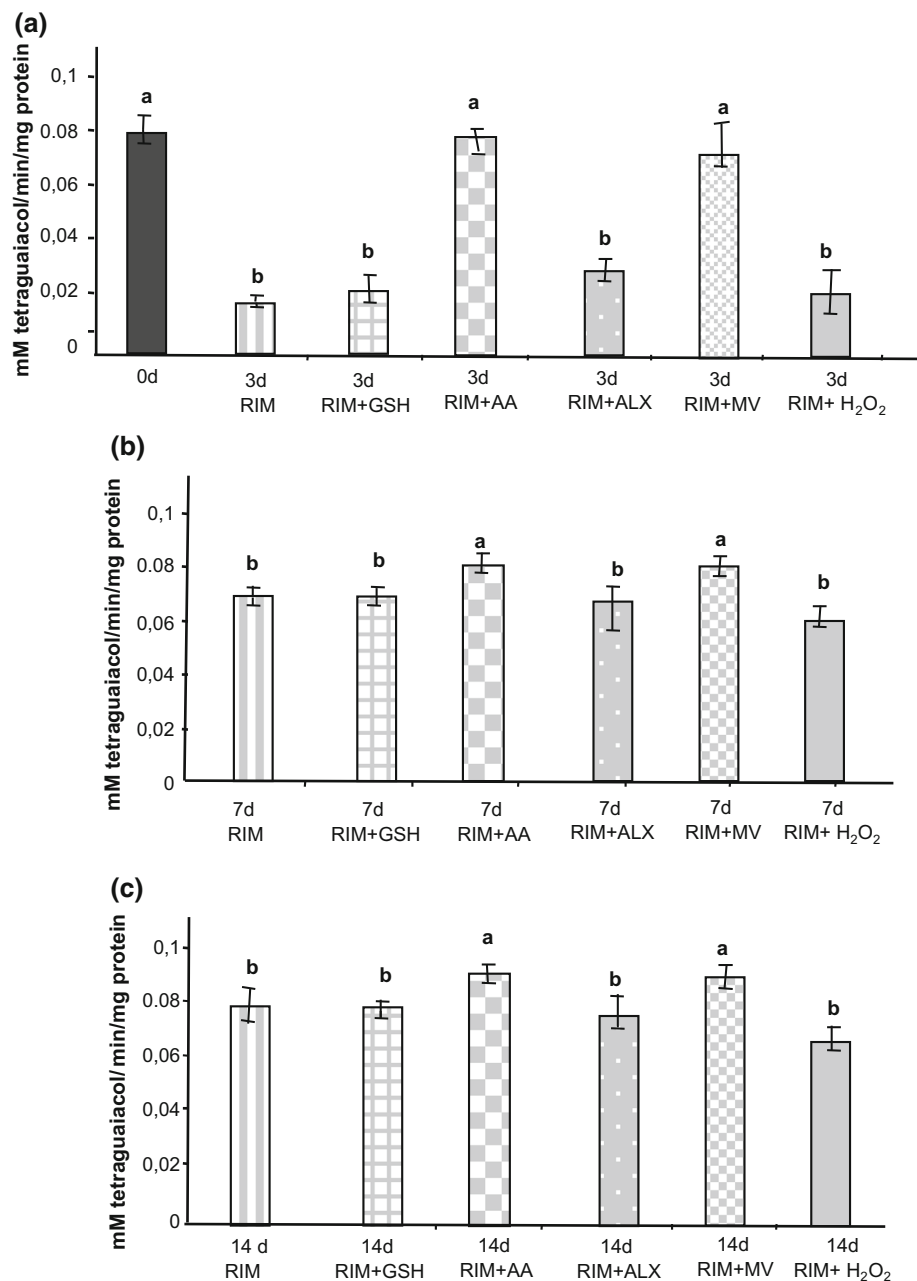 (a)
mM tetraguaiacol/min/mg protein
0,1
0.08
0,06
0,04
0,02
0
a
b
b
a
b
a
b
0d
3d
3d
3d
3d
3d
3d
RIM
RIM+GSH
RIM+AA
RIM+ALX
RIM+MV
RIM+ H₂O₂
(b)
mM tetraguaiacol/min/mg protein
0,1
0.08
0,06
0,04
0,02
0
b
b
a
b
a
b
7d
7d
7d
7d
7d
7d
RIM
RIM+GSH
RIM+AA
RIM+ALX
RIM+MV
RIM+ H₂O₂
(c)
mM tetraguaiacol/ min/mg protein
0,1
0.08
0,06
0,04
0,02
0
b
b
a
b
a
b
14 d
14d
14d
14d
14d
14d
RIM
RIM+GSH
RIM+AA
RIM+ALX
RIM+MV
RIM+ H₂O₂